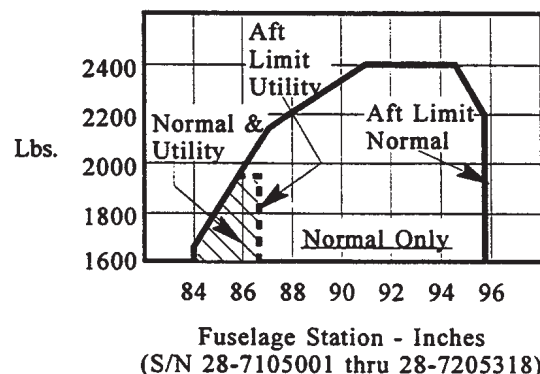 Aft
Limit
Utility
2400
2200
2000
1800
1600
Lbs.
Normal &
Utility
Aft Limit
Normal
Normal Only
84 86 88 90 92 94 96
Fuselage Station - Inches
(S/N 28-7105001 thru 28-7205318)